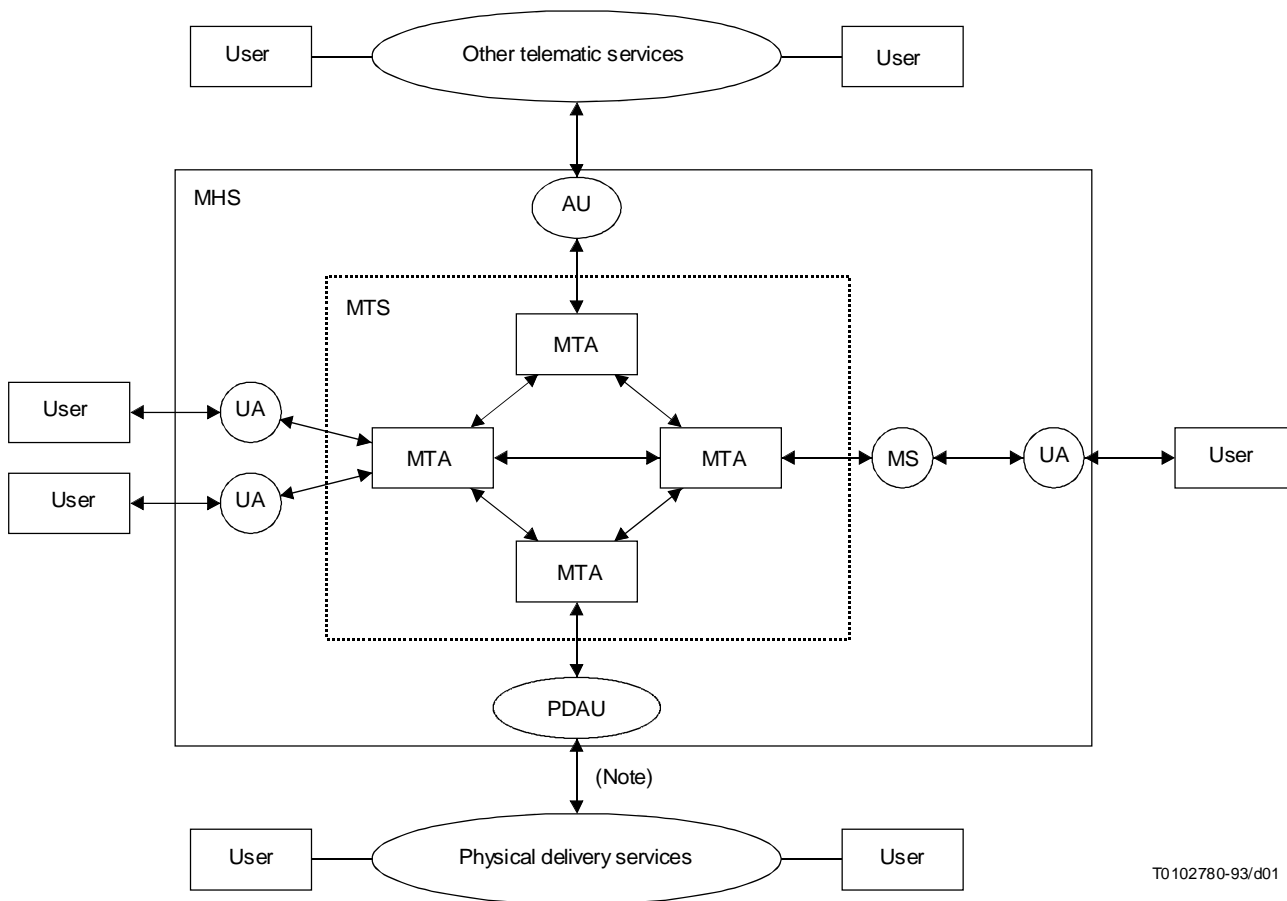 User
Other telematic services
User
MHS
AU
MTS
MTA
User
UA
MTA
MTA
MS
UA
User
User
UA
MTA
PDAU
(Note)
User
Physical delivery services
User
T0102780-93/d01